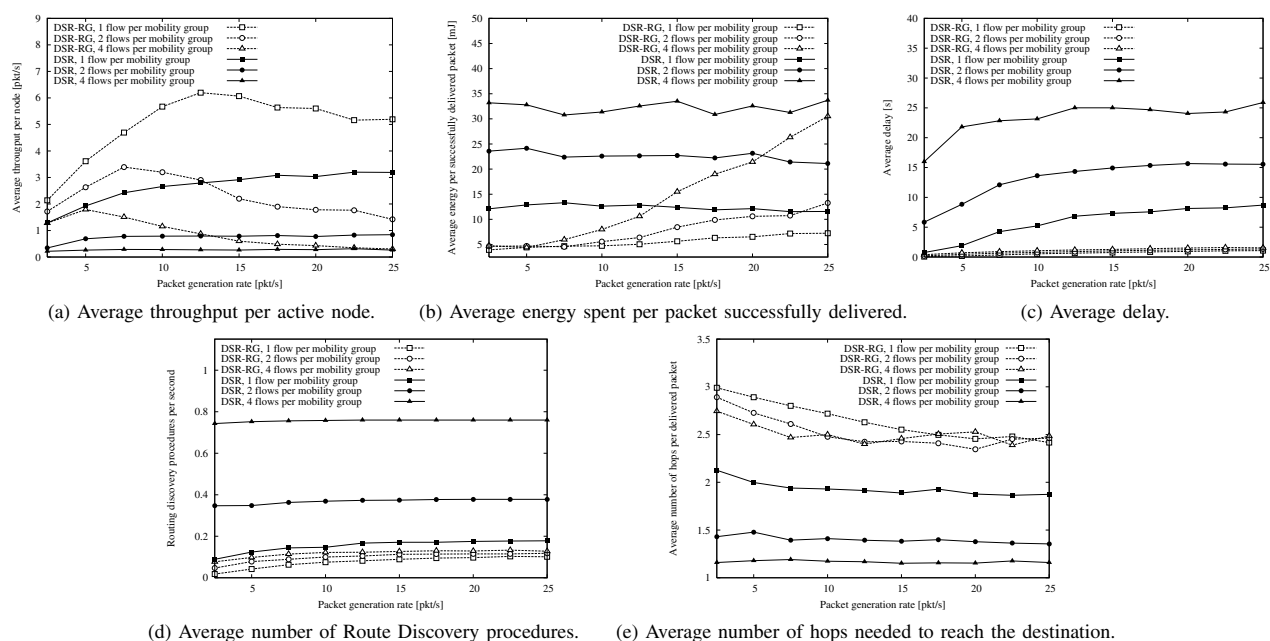 DSR-RG, 1 flow per mobility group
DSR-RG, 2 flows per mobility group
DSR-RG, 4 flows per mobility group
DSR, 1 flow per mobility group
DSR, 2 flows per mobility group
DSR, 4 flows per mobility group
Average througput per node [pkt/s]
0
1
2
3
4
5
6
7
8
9
5
10
15
20
25
Packet generation rate [pkt/s]
(a) Average throughput per active node.
DSR-RG, 1 flow per mobility group
DSR-RG, 2 flows per mobility group
DSR-RG, 4 flows per mobility group
DSR, 1 flow per mobility group
DSR, 2 flows per mobility group
DSR, 4 flows per mobility group
Average energy per successfully delivered packet [mJ]
5
10
15
20
25
30
35
40
45
50
5
10
15
20
25
Packet generation rate [pkt/s]
(b) Average energy spent per packet successfully delivered.
DSR-RG, 1 flow per mobility group
DSR-RG, 2 flows per mobility group
DSR-RG, 4 flows per mobility group
DSR, 1 flow per mobility group
DSR, 2 flows per mobility group
DSR, 4 flows per mobility group
Average delay [s]
0
5
10
15
20
25
30
35
40
5
10
15
20
25
Packet generation rate [pkt/s]
(c) Average delay.
DSR-RG, 1 flow per mobility group
DSR-RG, 2 flows per mobility group
DSR-RG, 4 flows per mobility group
DSR, 1 flow per mobility group
DSR, 2 flows per mobility group
DSR, 4 flows per mobility group
Routing discovery procedures per second
0
0.2
0.4
0.6
0.8
1
5
10
15
20
25
Packet generation rate [pkt/s]
(d) Average number of Route Discovery procedures.
DSR-RG, 1 flow per mobility group
DSR-RG, 2 flows per mobility group
DSR-RG, 4 flows per mobility group
DSR, 1 flow per mobility group
DSR, 2 flows per mobility group
DSR, 4 flows per mobility group
Average number of hops per delivered packet
1
1.5
2
2.5
3
3.5
5
10
15
20
25
Packet generation rate [pkt/s]
(e) Average number of hops needed to reach the destination.